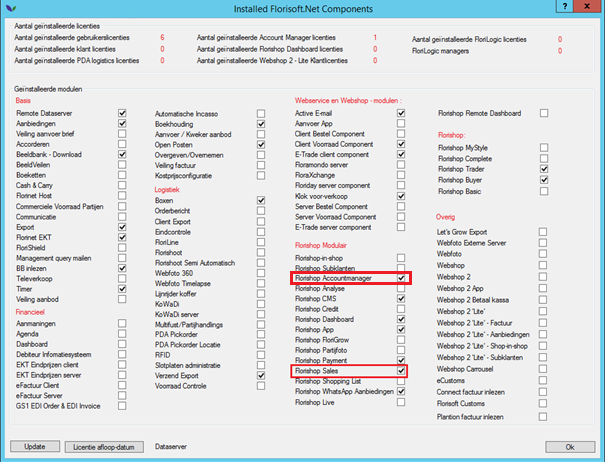 Installed Florisoft.Net Components
Aantal geïnstalleerde licenties
Aantal geïnstalleerde gebruikerslicenties 6
Aantal geïnstalleerde klant licenties 0
Aantal geïnstalleerde PDA logistics licenties 0
Aantal geïnstalleerde Account Manager licenties 1
Aantal geïnstalleerde Florishop Dashboard licenties 0
Aantal geïnstalleerde Webshop 2 - Lite Klantlicenties 0
Aantal geïnstalleerde FloriLogic licenties 0
FloriLogic managers 0
Geïnstalleerde modulen
Basis
Remote Dataserver
Aanbiedingen
Veiling aanvoer brief
Accorderen
Beeldbank - Download
BeeldVeilen
Boeketten
Cash & Carry
Florinet Host
Commerciele Voorraad Partijen
Communicatie
Export
Florinet EKT
FloriShield
Management query mailen
BB inlezen
Televerkoop
Timer
Veiling aanbod
Financieel
Aanmaningen
Agenda
Dashboard
Debiteur Infomatiesysteem
EKT Eindprijzen client
EKT Eindprijzen server
eFactuur Client
eFactuur Server
GS1 EDI Order & EDI Invoice
Automatische Incasso
Boekhouding
Aanvoer / Kweker aanbod
Open Posten
Overgeven/Overnemen
Veiling factuur
Kostprijsconfiguratie
Logistiek
Boxen
Orderbericht
Client Export
Eindcontrole
FloriLine
Florishoot
Florishoot Semi Automatisch
Webfoto 360
Webfoto Timelapse
Lijnrijder koffer
KoWaDi
KoWaDi server
Multifust/Partijhandlings
PDA Pickorder
PDA Pickorder Locatie
RFID
Slotplaten administratie
Verzend Export
Voorraad Controle
Webservice en Webshop - modulen :
Active E-mail
Aanvoer App
Client Bestel Component
Client Voorraad Component
E-Trade client component
Floramondo server
FloraXchange
Floriday server component
Klok voor-verkoop
Server Bestel Component
Server Voorraad Component
E-Trade server component
Florishop Modulair
Florishop-in-shop
Florishop Subklanten
Florishop Accountmanager
Florishop Analyse
Florishop CMS
Florishop Credit
Florishop Dashboard
Florishop App
Florishop FloriGrow
Florishop Partijfoto
Florishop Payment
Florishop Sales
Florishop Shopping List
Florishop WhatsApp Aanbiedingen
Florishop Live
Florishop Remote Dashboard
Florishop:
Florishop MyStyle
Florishop Complete
Florishop Trader
Florishop Buyer
Florishop Basic
Overig
Let's Grow Export
Webfoto Externe Server
Webfoto
Webshop
Webshop 2
Webshop 2 App
Webshop 2 Betaal kassa
Webshop 2 'Lite'
Webshop 2 'Lite' - Factuur
Webshop 2 'Lite' - Aanbiedingen
Webshop 2 'Lite' - Shop-in-shop
Webshop 2 'Lite' - Subklanten
Webshop Carrousel
eCustoms
Connect factuur inlezen
Florisoft Customs
Plantion factuur inlezen
Update
Licentie afloop-datum
Dataserver
Ok